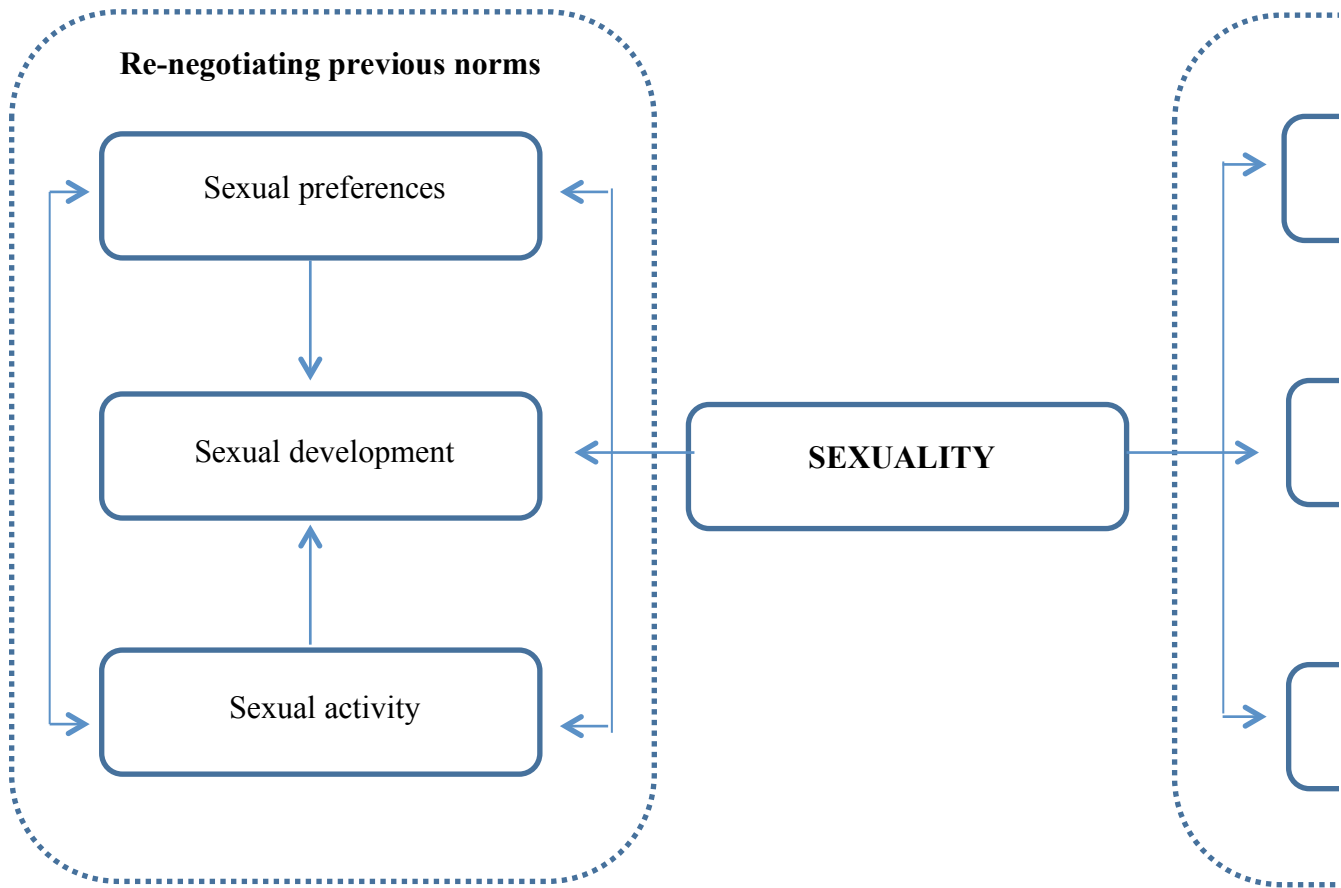 Re-negotiating previous norms
Sexual preferences
Sexual development
SEXUALITY
Sexual activity